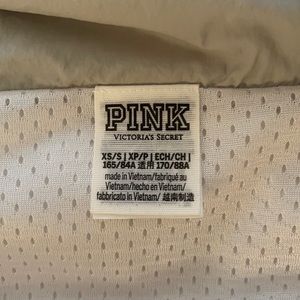 PINK
VICTORIA'S SECRET
XS/S | XP/P | ECH/CH |
165/84A 适用 170/88A
made in Vietnam/fabriqué au
Vietnam/hecho en Vietnam/
fabbricato in Vietnam/越南制造